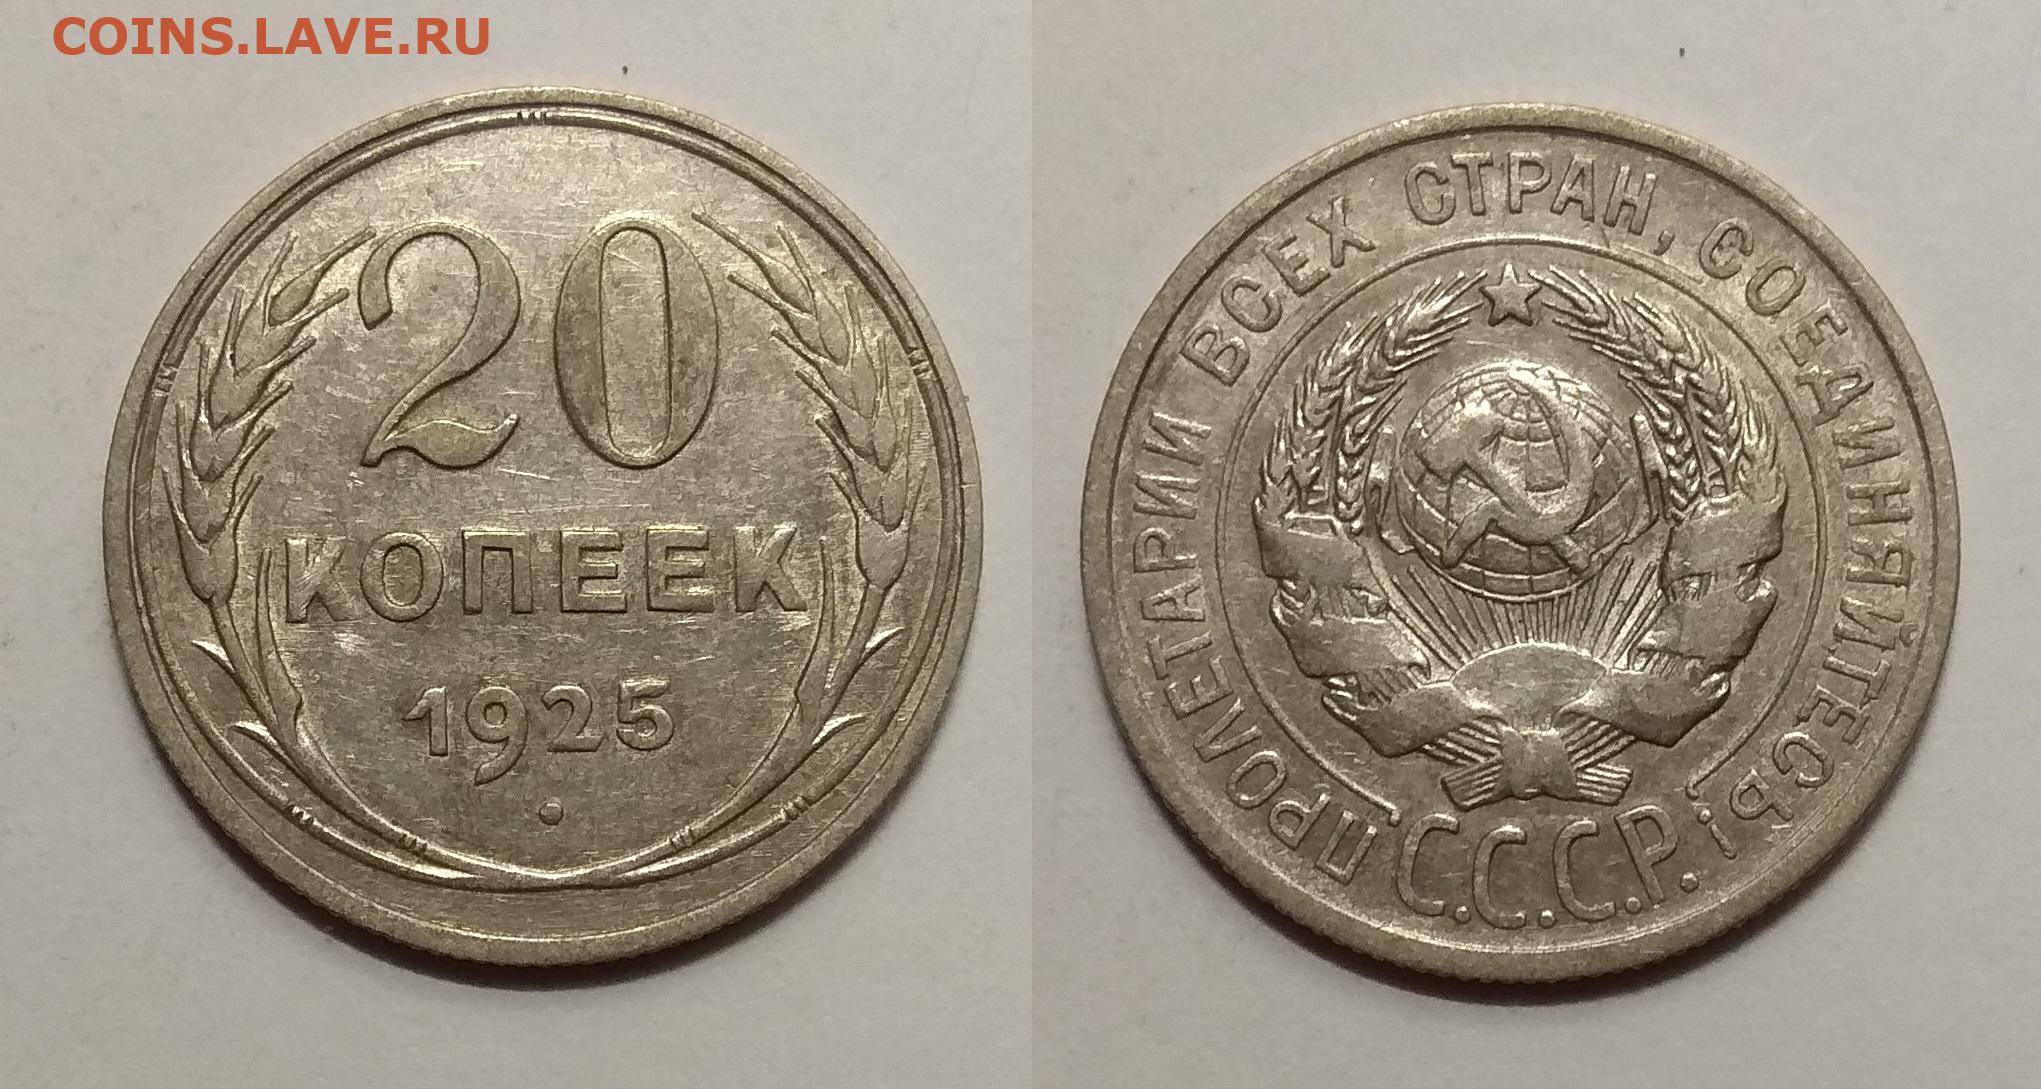 COINS.LAVE.RU
20
КОПЕЕК
1925
ПРОЛЕТАРИИ ВСЕХ СТРАН, СОЕДИНЯЙТЕСЬ!
С.С.С.Р.